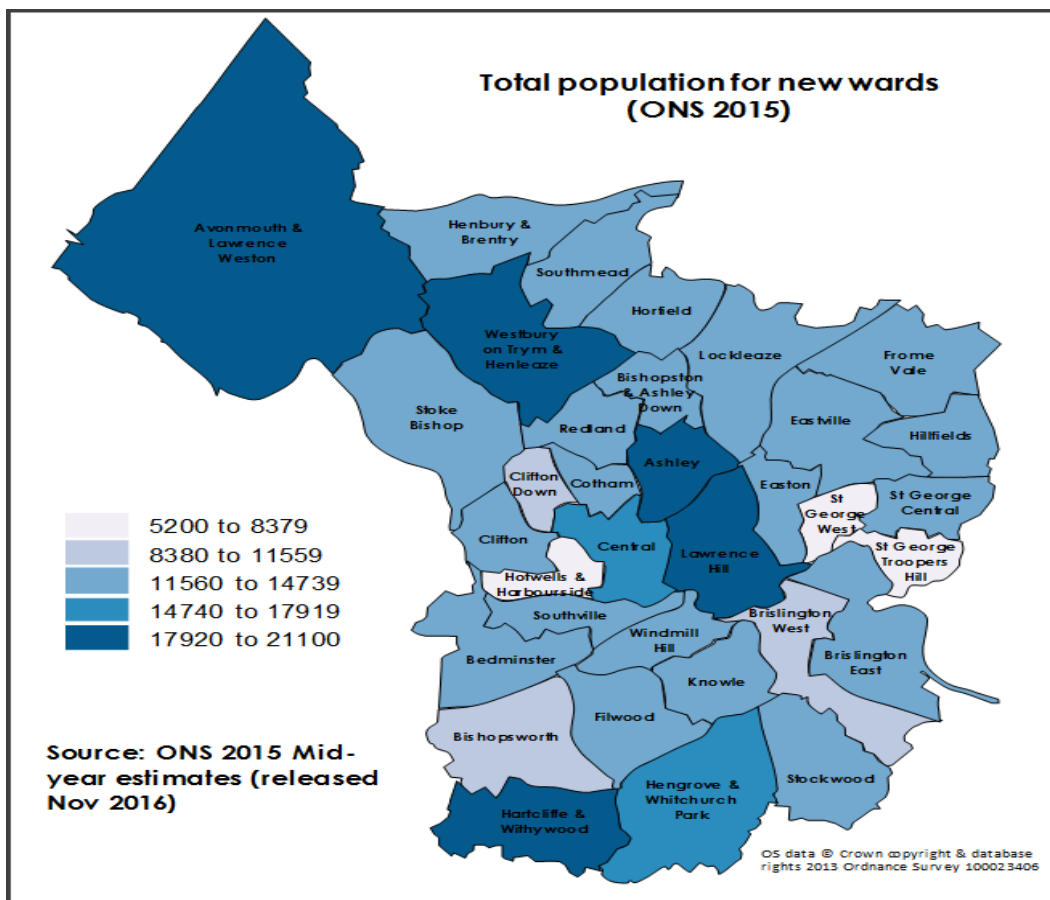 Total population for new wards
(ONS 2015)
Avonmouth &
Lawrence
Weston
Henbury &
Brentry
Southmead
Horfield
Westbury
on Trym &
Henleaze
Lockleaze
Frome
Vale
Bishopston
& Ashley
Down
Stoke
Bishop
Redland
Eastville
Hillfields
Ashley
Clifton
Down
Cotham
Easton
St
George
West
St George
Central
Clifton
Central
Lawrence
Hill
St George
Troopers
Hill
Hotwells &
Harbourside
Southville
Brislington
West
Windmill
Hill
Bedminster
Brislington
East
Knowle
Filwood
Bishopsworth
Stockwood
Hengrove &
Whitchurch
Park
Hartcliffe &
Withywood
5200 to 8379
8380 to 11559
11560 to 14739
14740 to 17919
17920 to 21100
Source: ONS 2015 Mid-
year estimates (released
Nov 2016)
OS data © Crown copyright & database
rights 2013 Ordnance Survey 100023406